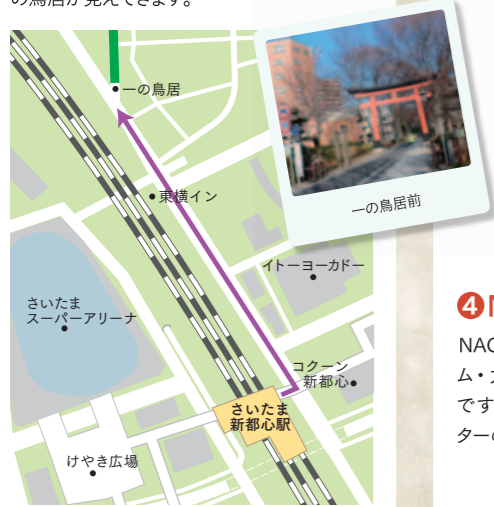 の鳥居が見えてきます。
一の鳥居
東横イン
イトーヨーカドー
さいたま
スーパーアリーナ
コクーン
新都心
さいたま
新都心駅
けやき広場
一の鳥居前
4
NAC
ム・大
です
ターの